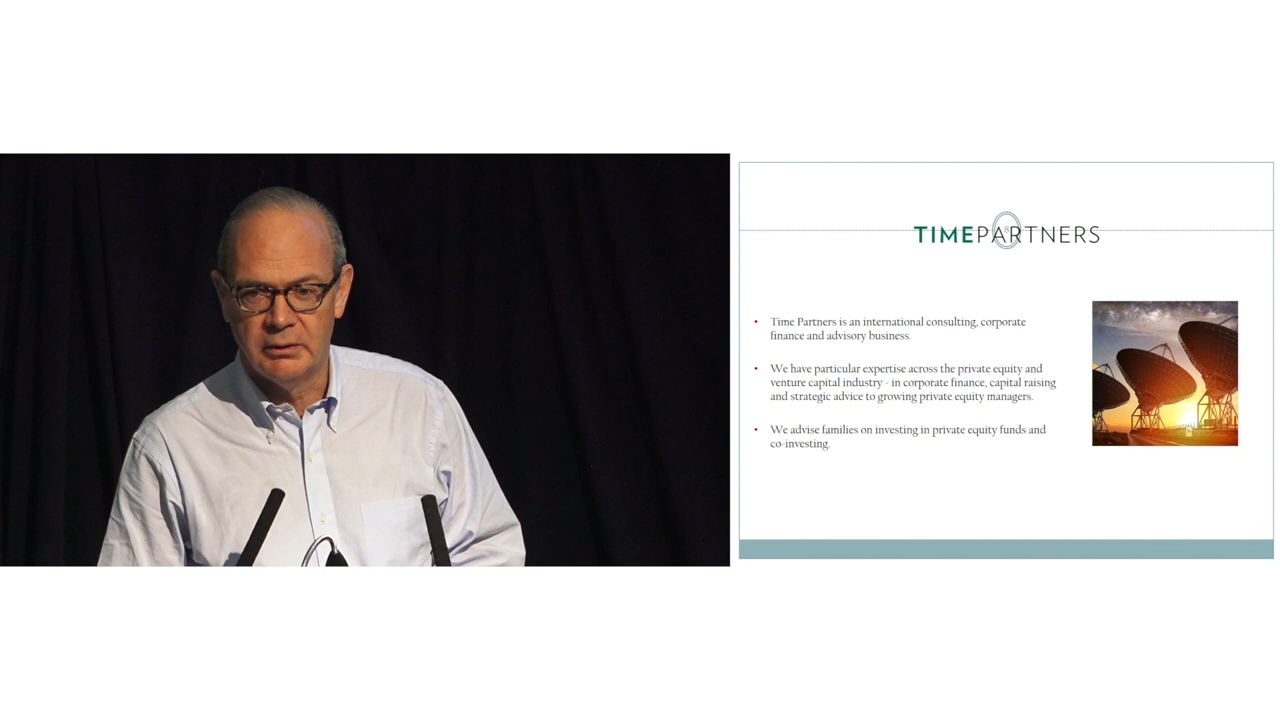 TIMEPARTNERS
• Time Partners is an international consulting, corporate
finance and advisory business.
• We have particular expertise across the private equity and
venture capital industry - in corporate finance, capital raising
and strategic advice to growing private equity managers.
• We advise families on investing in private equity funds and
co-investing.